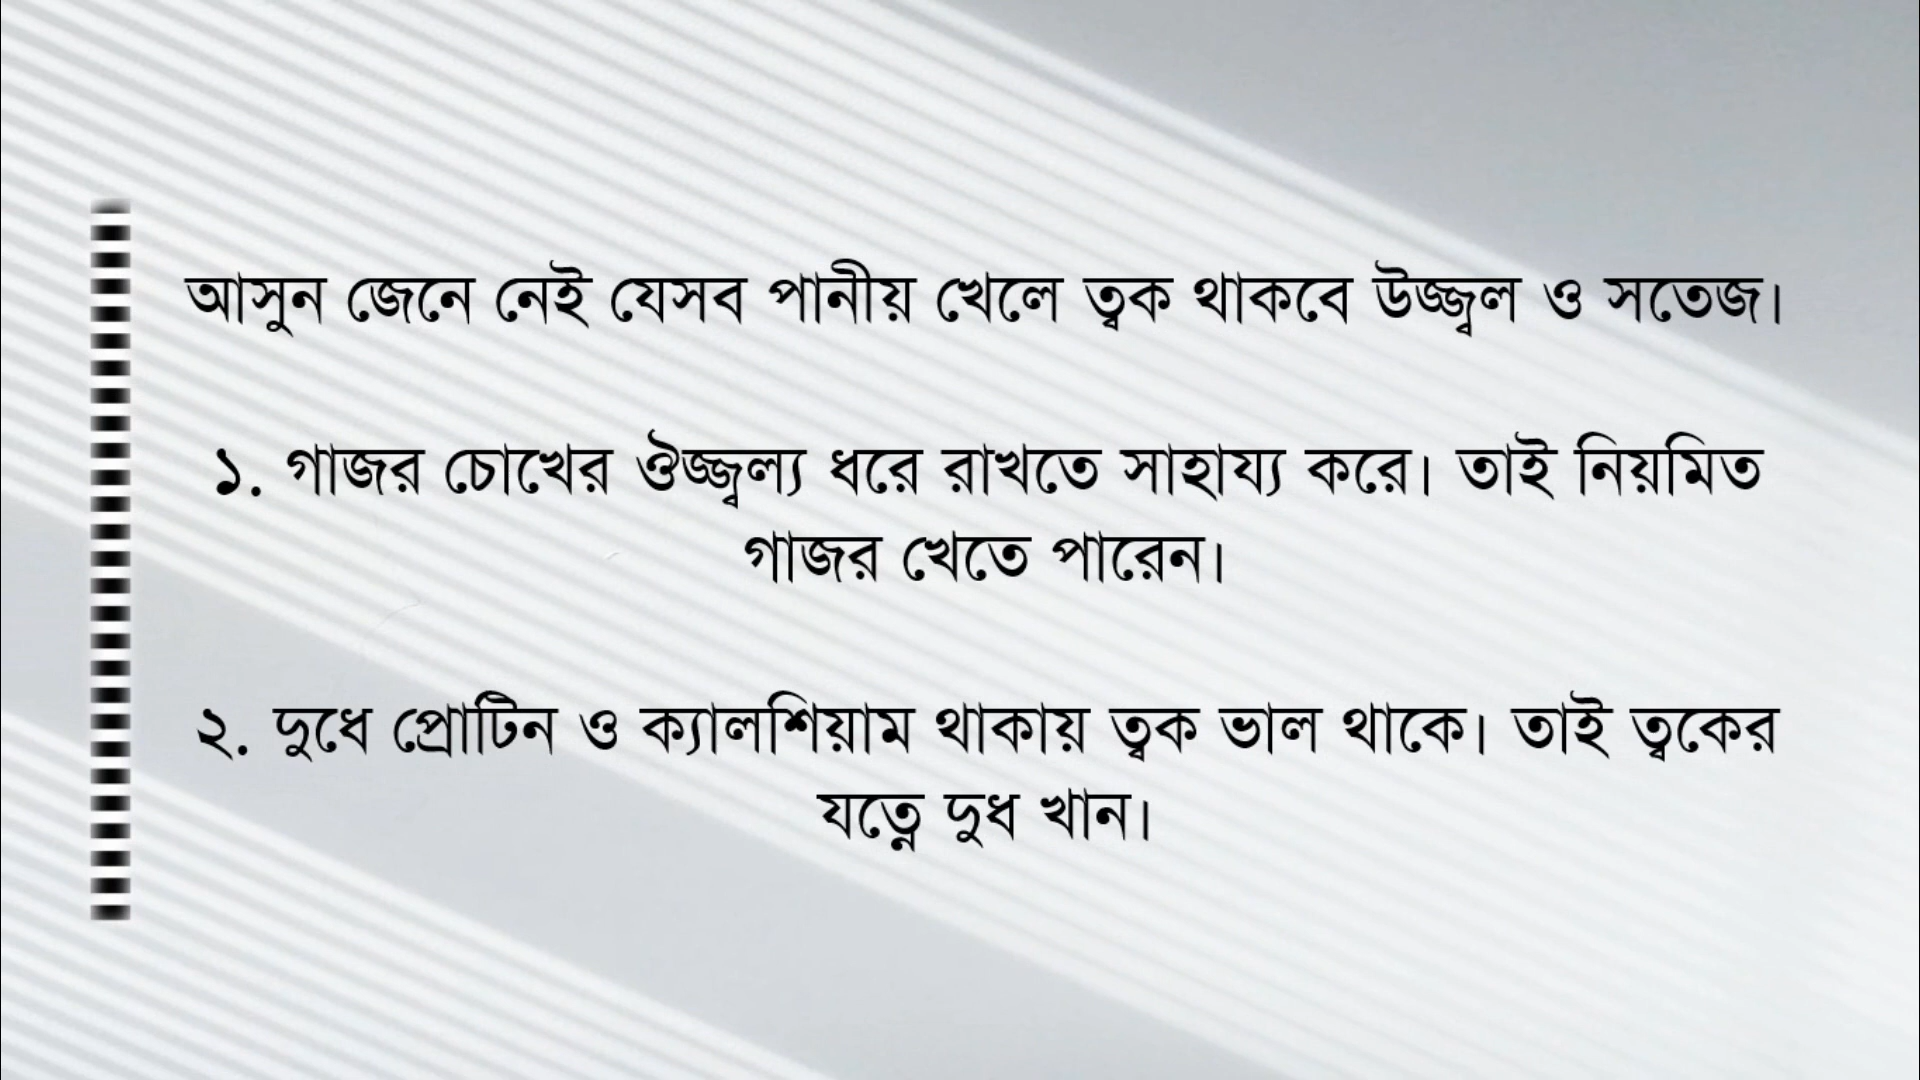 আসুন জেনে নেই যেসব পানীয় খেলে ত্বক থাকবে উজ্জ্বল ও সতেজ।
১. গাজর চোখের ঔজ্জ্বল্য ধরে রাখতে সাহায্য করে। তাই নিয়মিত
গাজর খেতে পারেন।
২. দুধে প্রোটিন ও ক্যালশিয়াম থাকায় ত্বক ভাল থাকে। তাই ত্বকের
যত্নে দুধ খান।